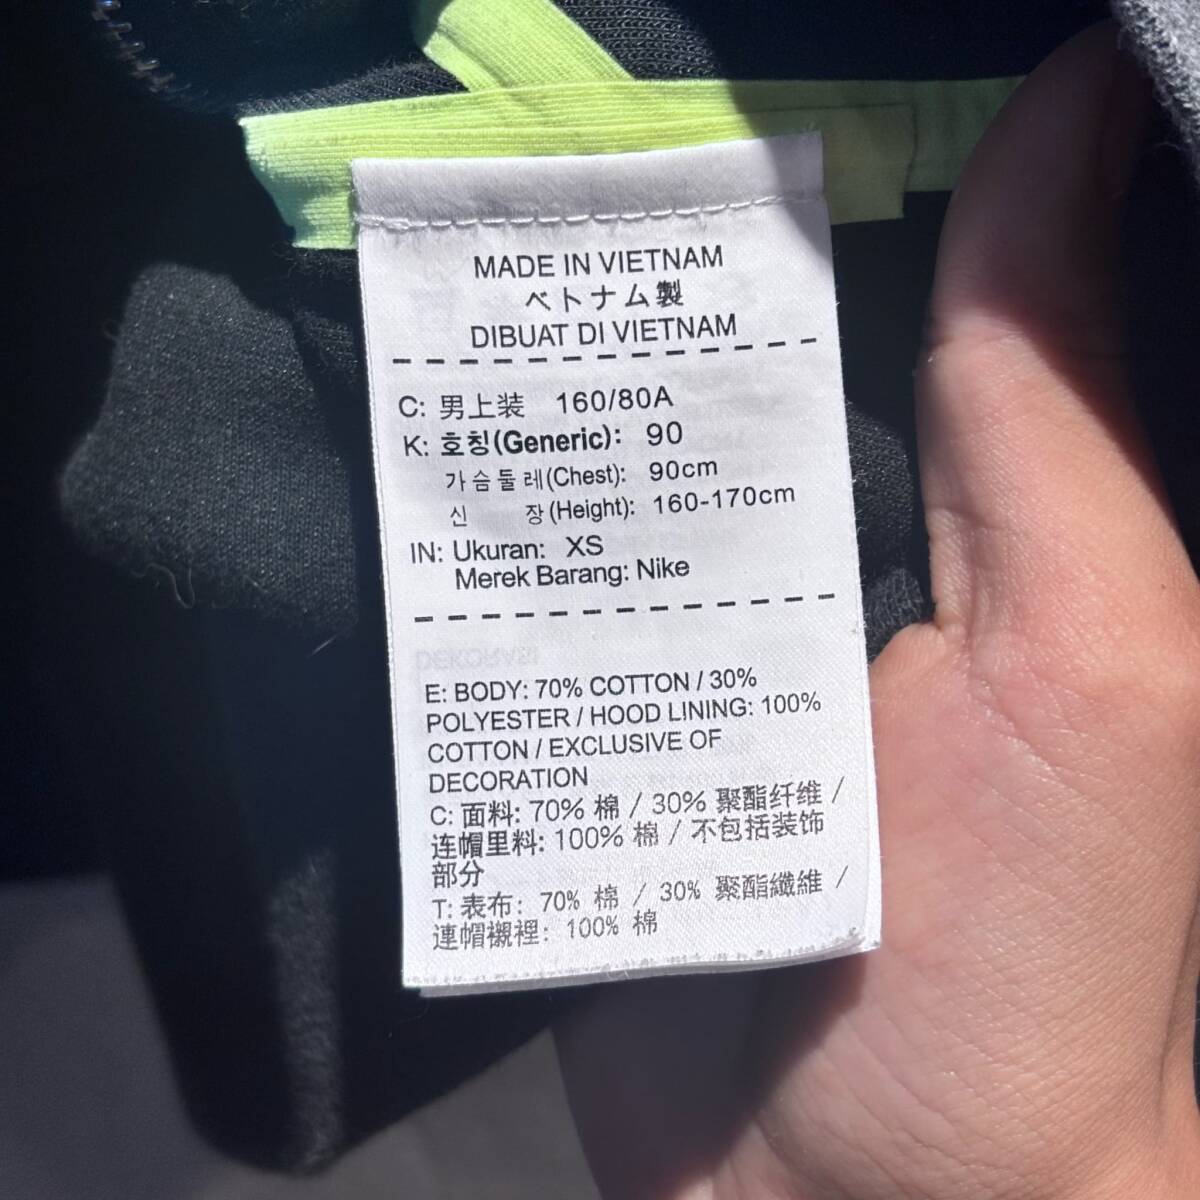 MADE IN VIETNAM
ベトナム製
DIBUAT DI VIETNAM
C: 男上装 160/80A
K: 호칭(Generic): 90
가슴둘레(Chest): 90cm
신 장(Height): 160-170cm
IN: Ukuran: XS
Merek Barang: Nike
E: BODY: 70% COTTON / 30%
POLYESTER / HOOD LINING: 100%
COTTON / EXCLUSIVE OF
DECORATION
C: 面料: 70% 棉 / 30% 聚酯纤维 /
连帽里料: 100% 棉 / 不包括装饰
部分
T: 表布: 70% 棉 / 30% 聚酯纖維 /
連帽襯裡: 100% 棉